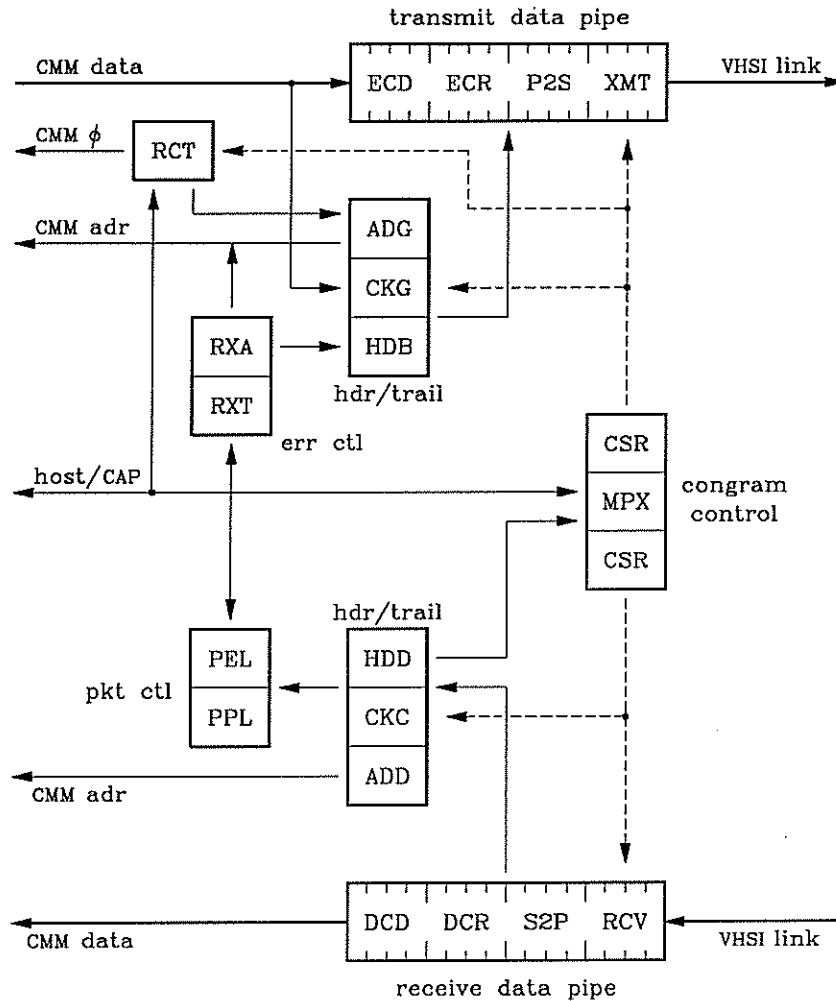 transmit data pipe
CMM data
ECD ECR P2S XMT
VHSI link
CMM ϕ
RCT
CMM adr
ADG
CKG
HDB
hdr/trail
RXA
RXT
err ctl
host/CAP
CSR
MPX
CSR
congram
control
hdr/trail
PEL
PPL
pkt ctl
HDD
CKC
ADD
CMM adr
DCD DCR S2P RCV
CMM data
VHSI link
receive data pipe